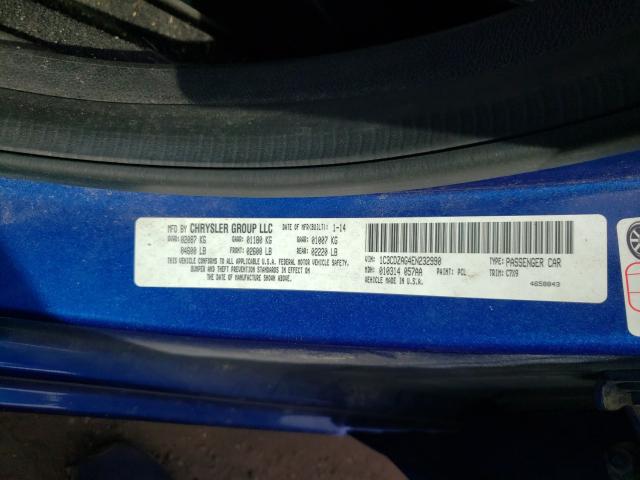 MFD BY CHRYSLER GROUP LLC DATE OF MFR(BUILT): 1-14
GVWR: 02087 KG GAWR: 01180 KG GAWR: 01007 KG
04600 LB FRONT: 02600 LB REAR: 02220 LB
THIS VEHICLE CONFORMS TO ALL APPLICABLE U.S.A. FEDERAL MOTOR VEHICLE SAFETY,
BUMPER AND THEFT PREVENTION STANDARDS IN EFFECT ON THE
DATE OF MANUFACTURE SHOWN ABOVE.
VIN: 1C3CDZAG4EN232990 TYPE: PASSENGER CAR
MDH: 010314 057AA PAINT: PCL TRIM: C7X9
VEHICLE MADE IN U.S.A. 4658043